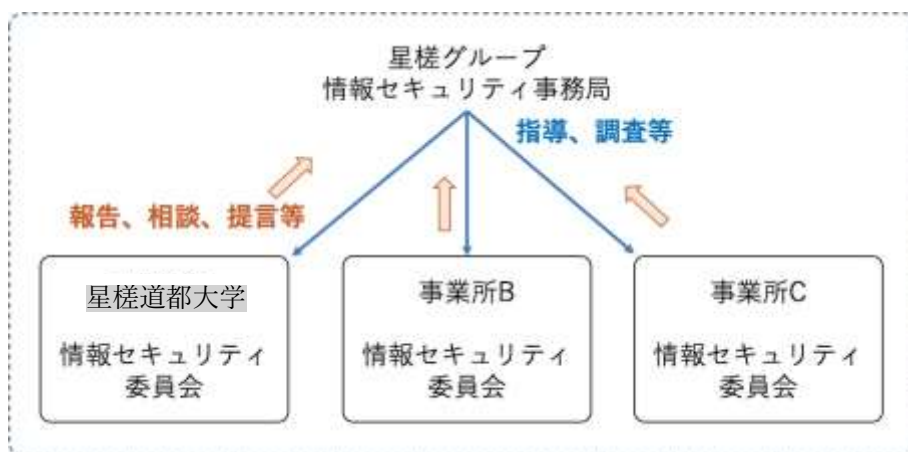 星槎グループ
情報セキュリティ事務局
指導、調査等
報告、相談、提言等
星槎道都大学
情報セキュリティ
委員会
事業所B
情報セキュリティ
委員会
事業所C
情報セキュリティ
委員会